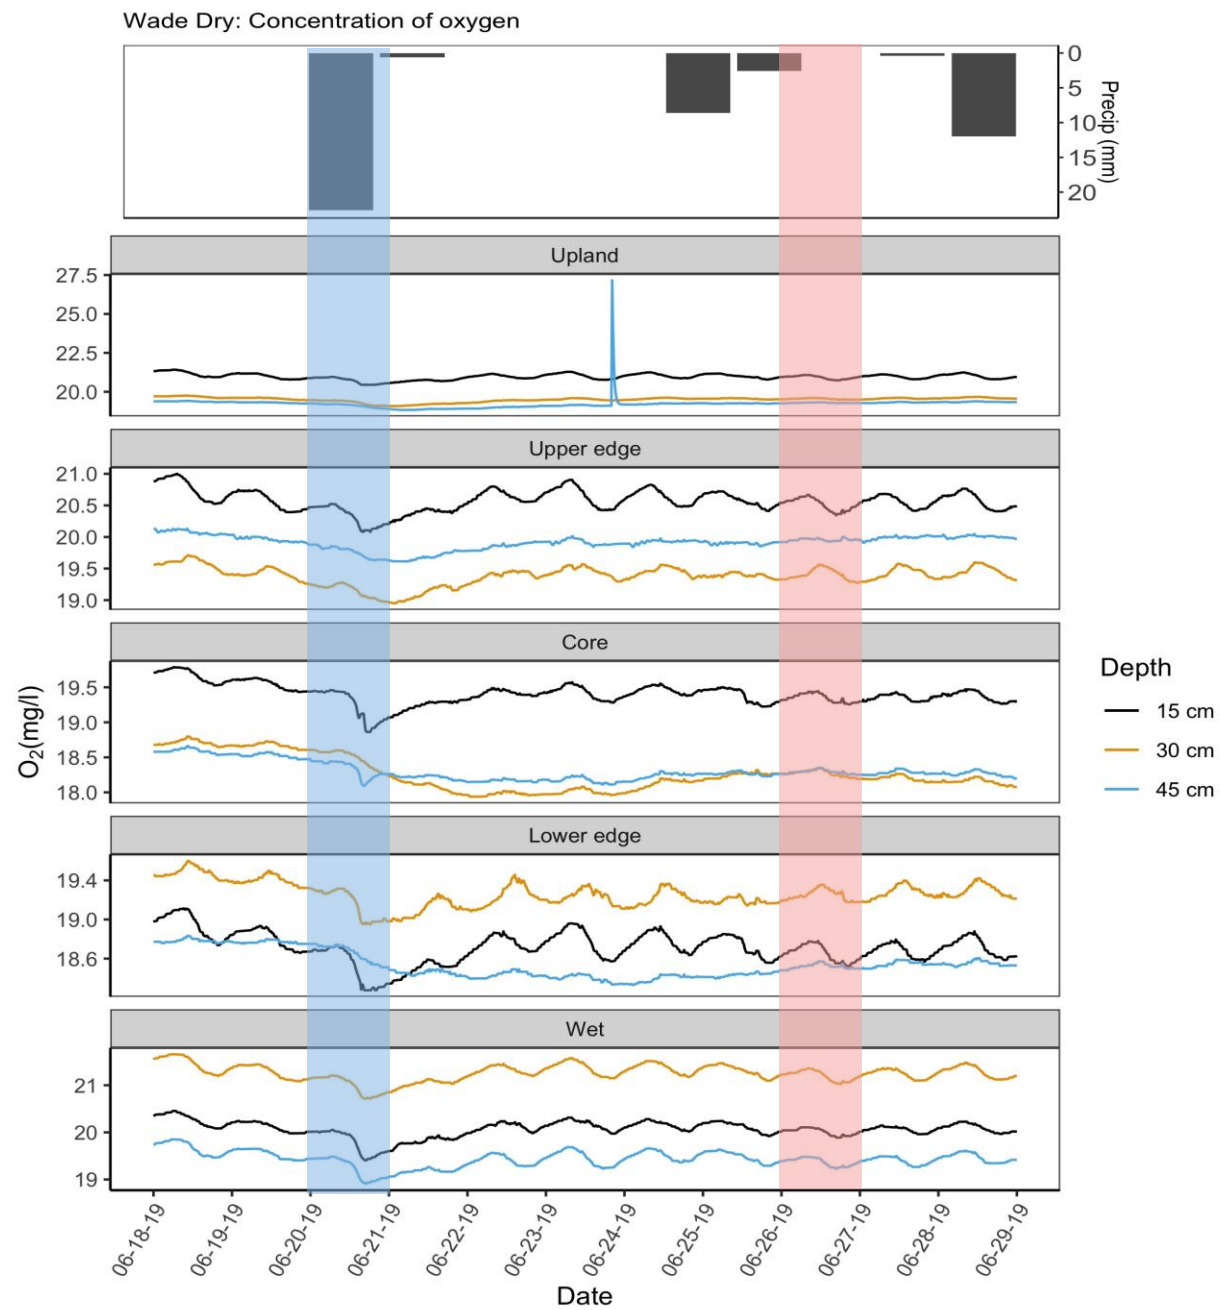 Wade Dry: Concentration of oxygen
0
5
10
15
20
Precip (mm)
Upland
27.5
25.0
22.5
20.0
Upper edge
21.0
20.5
20.0
19.5
19.0
Core
19.5
19.0
18.5
18.0
Lower edge
19.4
19.0
18.6
Wet
21
20
19
O₂(mg/l)
Depth
15 cm
30 cm
45 cm
06-18-19
06-19-19
06-20-19
06-21-19
06-22-19
06-23-19
06-24-19
06-25-19
06-26-19
06-27-19
06-28-19
06-29-19
Date